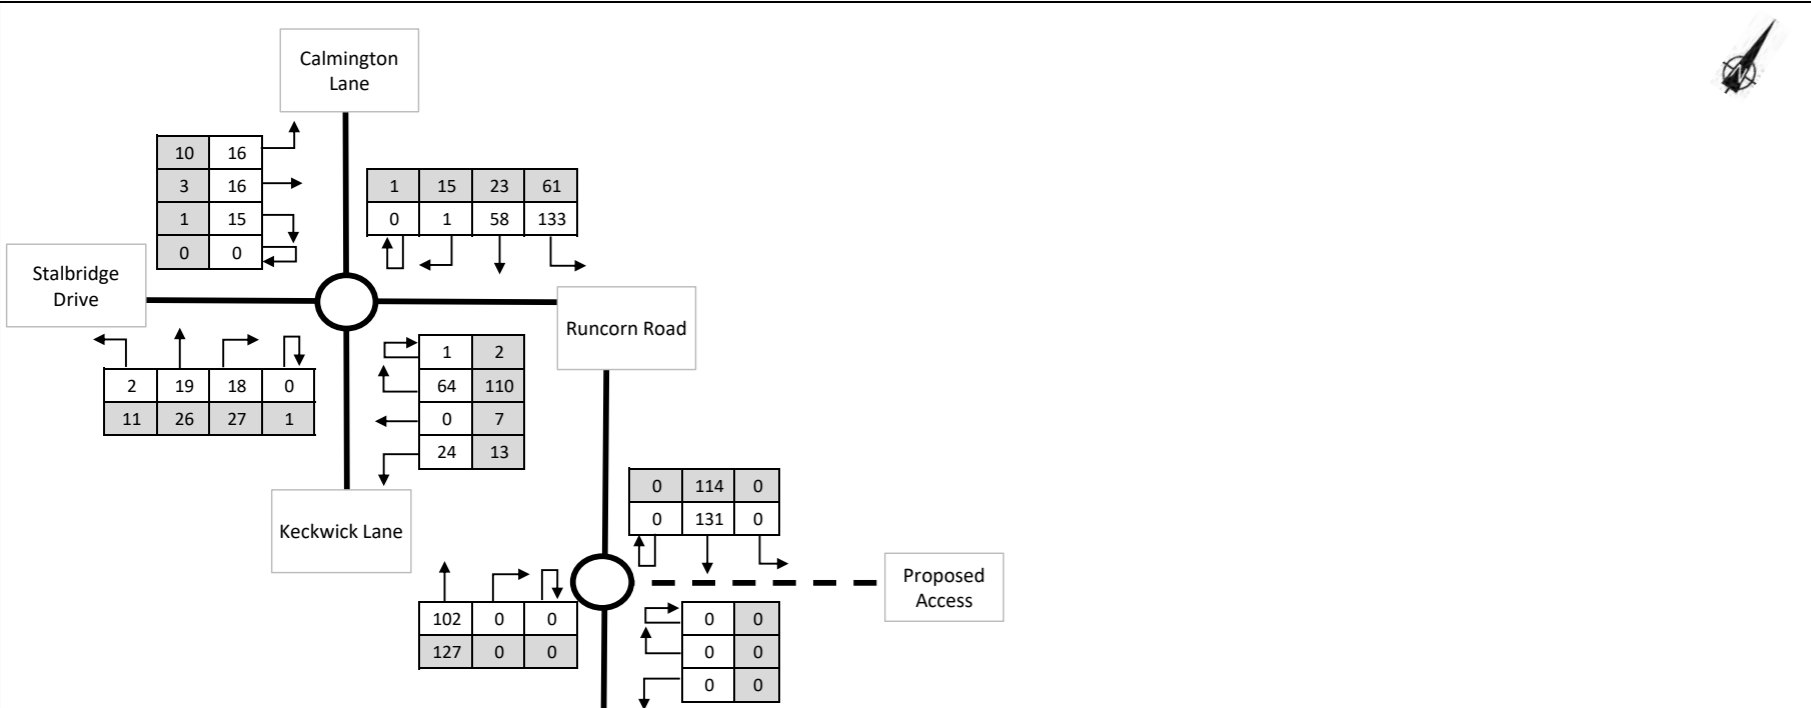 Calmington
Lane
10 16
3 16
1 15
0 0
1 15 23 61
0 1 58 133
Stalbridge
Drive
Runcorn Road
2 19 18 0
11 26 27 1
1 2
64 110
0 7
24 13
Keckwick Lane
0 114 0
0 131 0
Proposed
Access
102 0 0
127 0 0
0 0
0 0
0 0
N